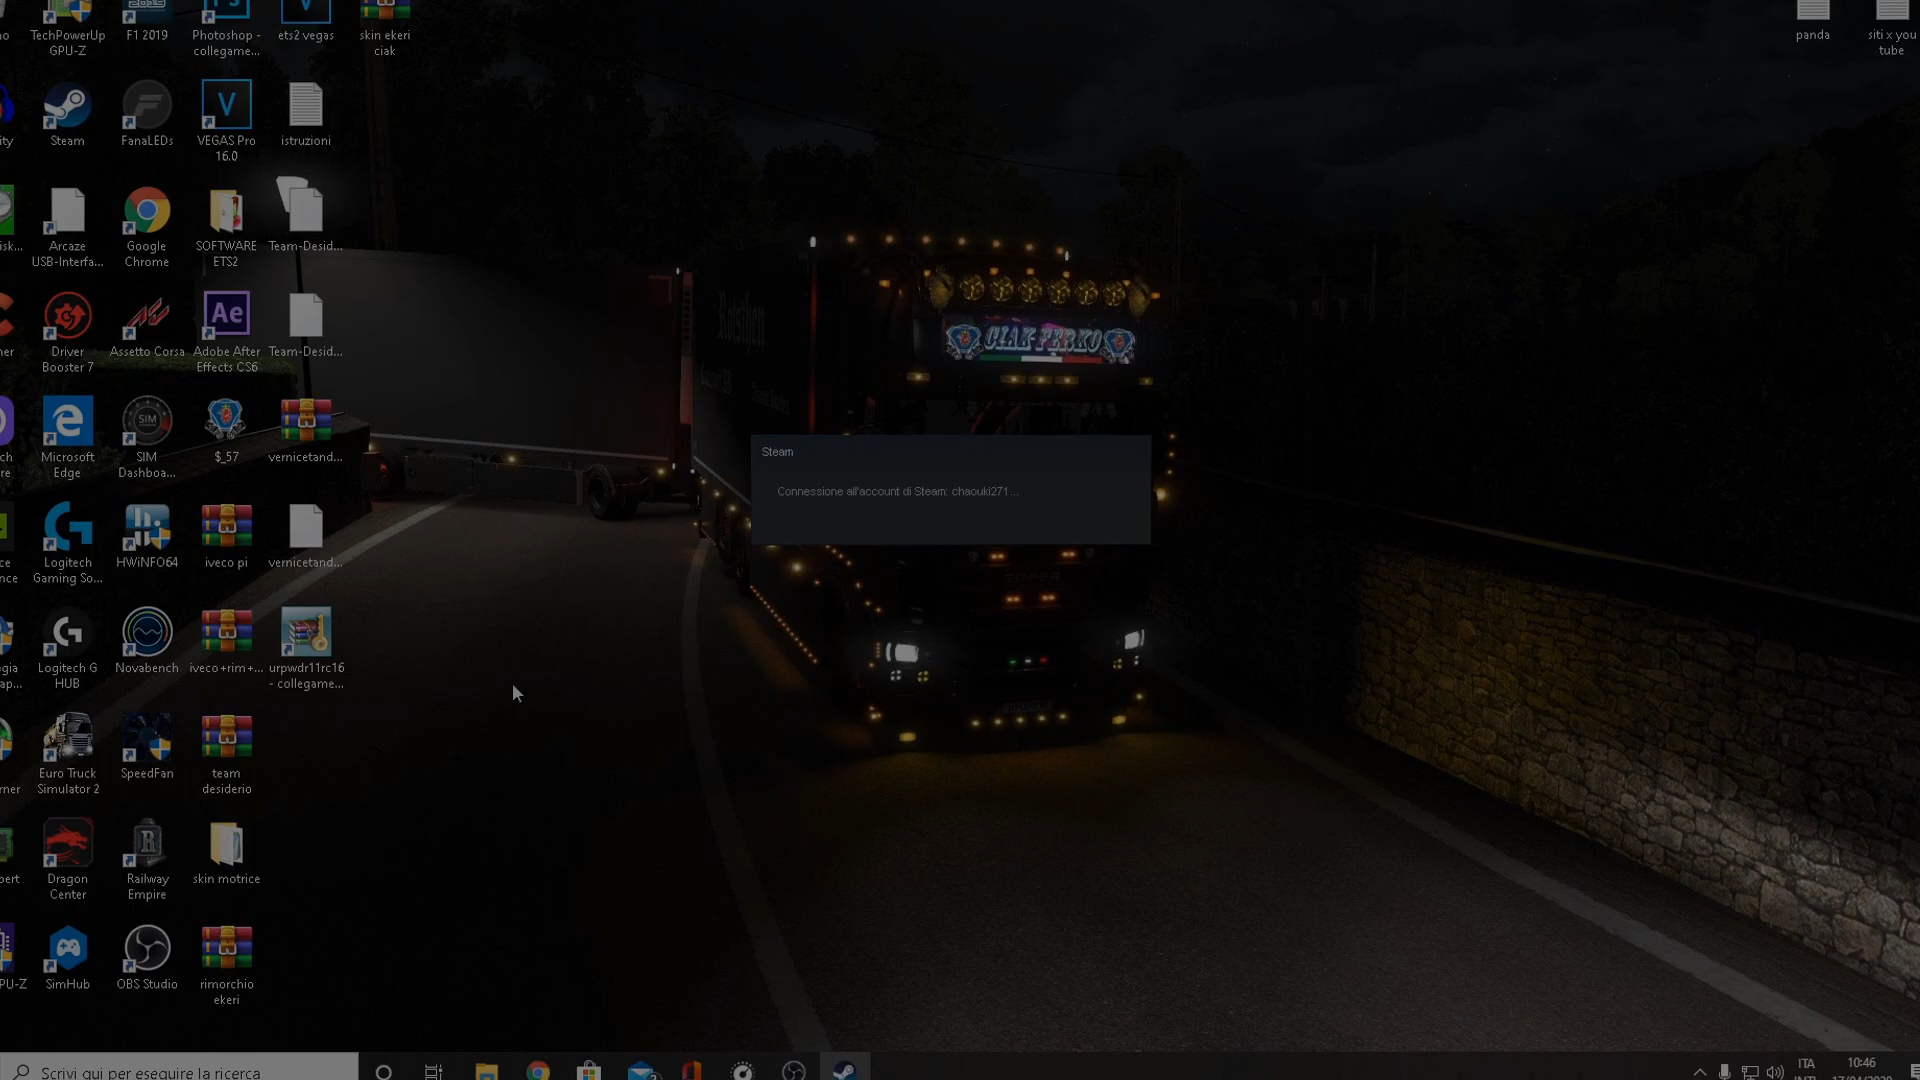 TechPowerUp
GPU-Z
F1 2019
Photoshop -
collegame...
ets2 vegas
skin ekeri
ciak
panda
siti x you
tube
Steam
FanaLEDs
VEGAS Pro
16.0
istruzioni
Arcaze
USB-Interfa...
Google
Chrome
SOFTWARE
ETS2
Team-Desid...
Driver
Booster 7
Assetto Corsa
Adobe After
Effects CS6
Team-Desid...
Microsoft
Edge
SIM
Dashboa...
$_57
vernicetand...
Logitech
Gaming So...
HWiNFO64
iveco pi
vernicetand...
Logitech G
HUB
Novabench
iveco+rim+...
urpwdr11rc16
- collegame...
Euro Truck
Simulator 2
SpeedFan
team
desiderio
Dragon
Center
Railway
Empire
skin motrice
SimHub
OBS Studio
rimorchio
ekeri
CIAK-FERKO
Steam
Connessione all'account di Steam: chaouki271...
SUPER
Scrivi qui per eseguire la ricerca
ITA
10:46